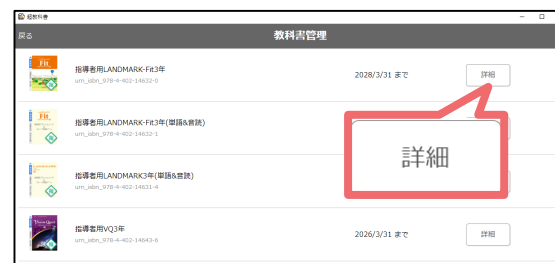 超教科書
戻る
教科書管理
Fit
指導者用LANDMARK-Fit3年
urn_isbn_978-4-402-14632-0
2028/3/31 まで
詳細
Fit
指導者用LANDMARK-Fit3年(単語&音読)
urn_isbn_978-4-402-14632-1
詳細
指導者用LANDMARK3年(単語&音読)
urn_isbn_978-4-402-14631-4
指導者用VQ3年
urn_isbn_978-4-402-14643-6
2026/3/31 まで
詳細